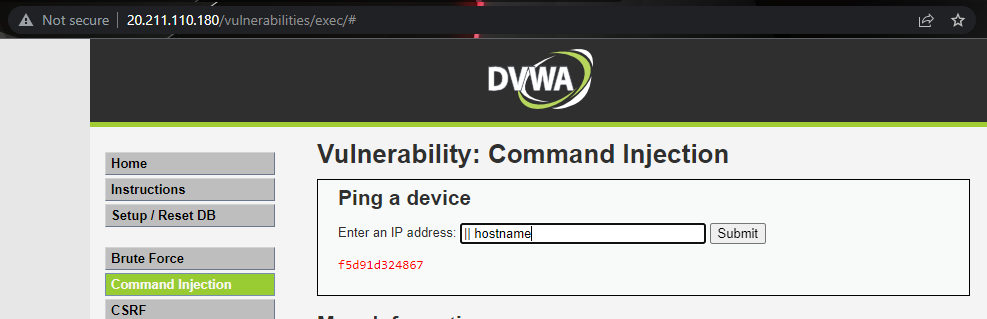 Not secure | 20.211.110.180/vulnerabilities/exec/#
DVWA
Home
Instructions
Setup / Reset DB
Brute Force
Command Injection
CSRF
Vulnerability: Command Injection
Ping a device
Enter an IP address: || hostname Submit
f5d91d324867